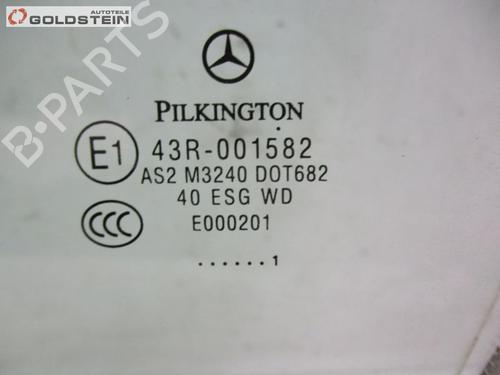 AUTOTEILE
GOLDSTEIN
B-PARTS
PILKINGTON
E1
43R-001582
AS2 M3240 DOT682
40 ESG WD
CCC
E000201
......1